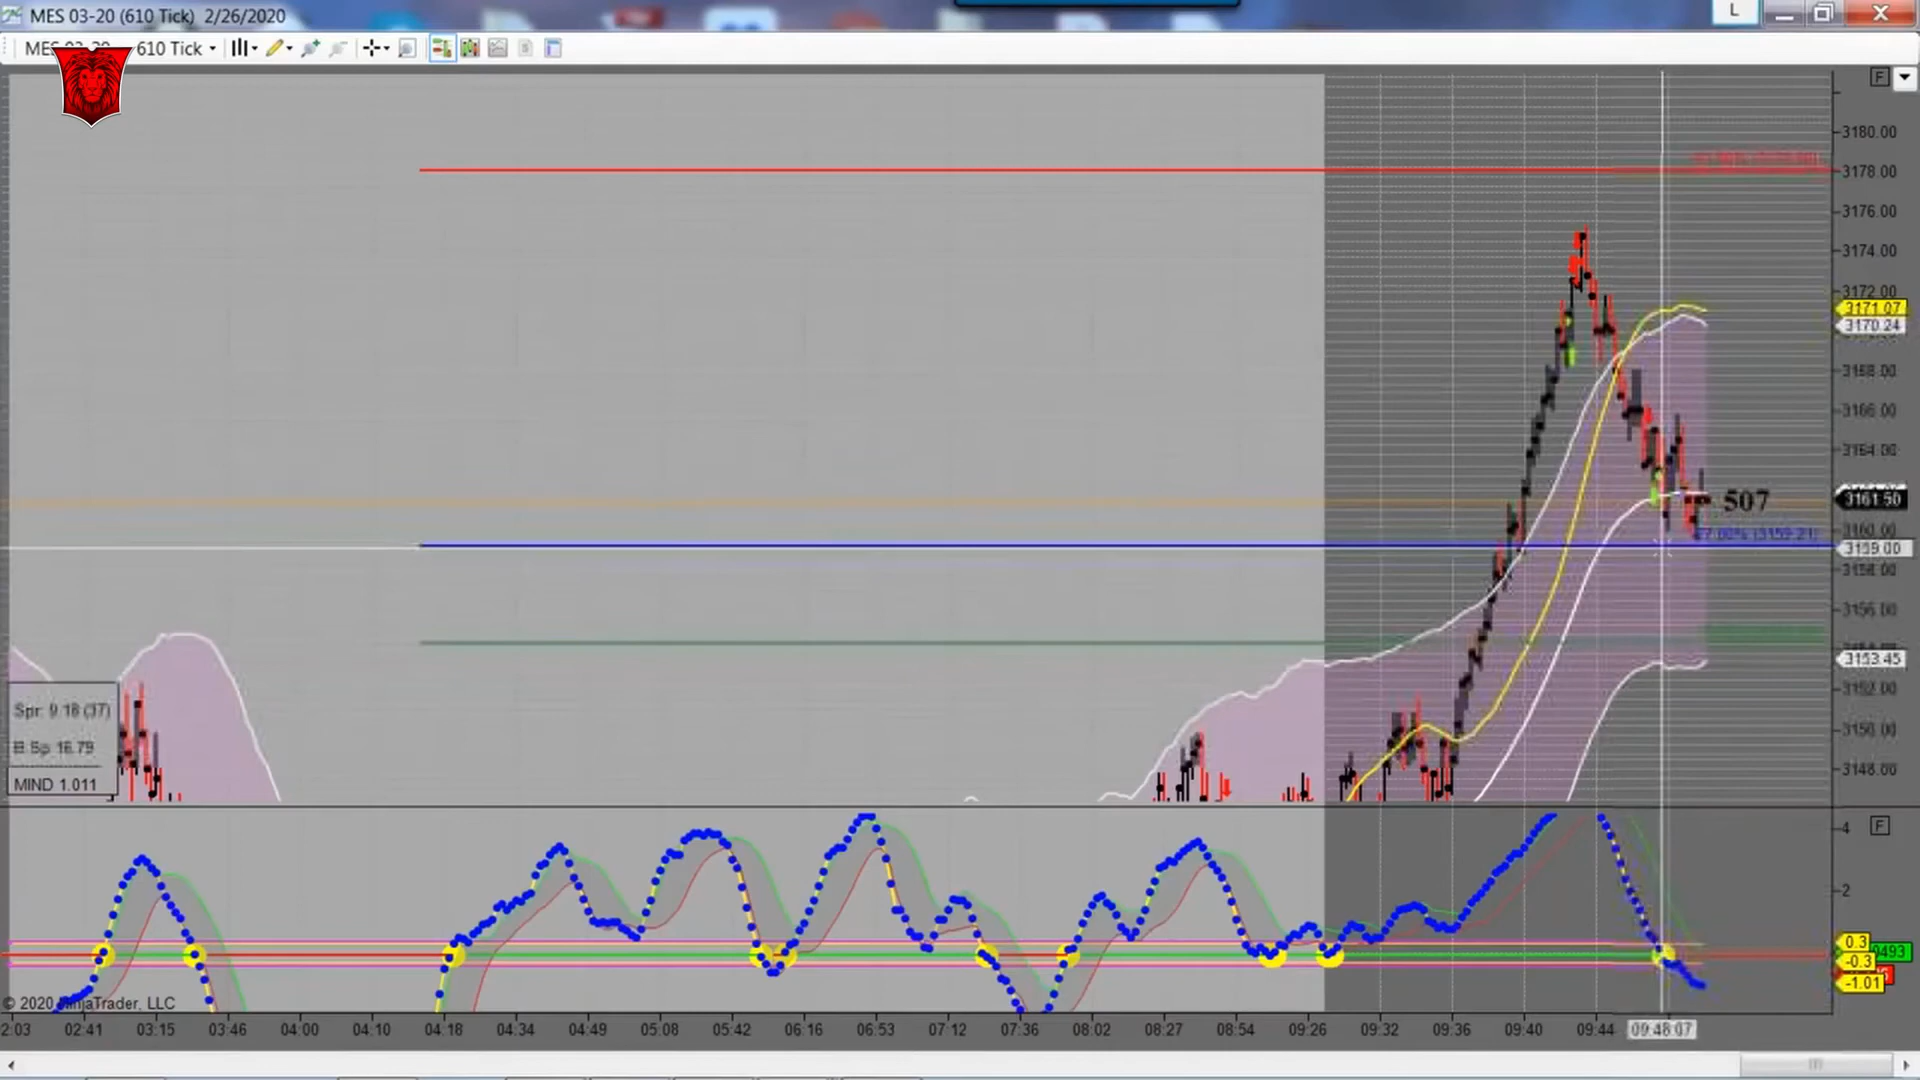 MES 03-20 (610 Tick) 2/26/2020
L
610 Tick
F
3180.00
3178.00
3176.00
3174.00
3172.00
3171.07
3170.24
3168.00
3166.00
3164.00
507
3161.50
3160.00
3159.00
3158.00
3156.00
3153.45
3152.00
3150.00
3148.00
Spr: 9.18 (37)
B Sp: 16.79
MIND 1.011
F
4
2
0.3
-0.3
-1.01
© 2020 NinjaTrader, LLC
2:03 02:41 03:15 03:46 04:00 04:10 04:18 04:34 04:49 05:08 05:42 06:16 06:53 07:12 07:36 08:02 08:27 08:54 09:26 09:32 09:36 09:40 09:44 09:48:07